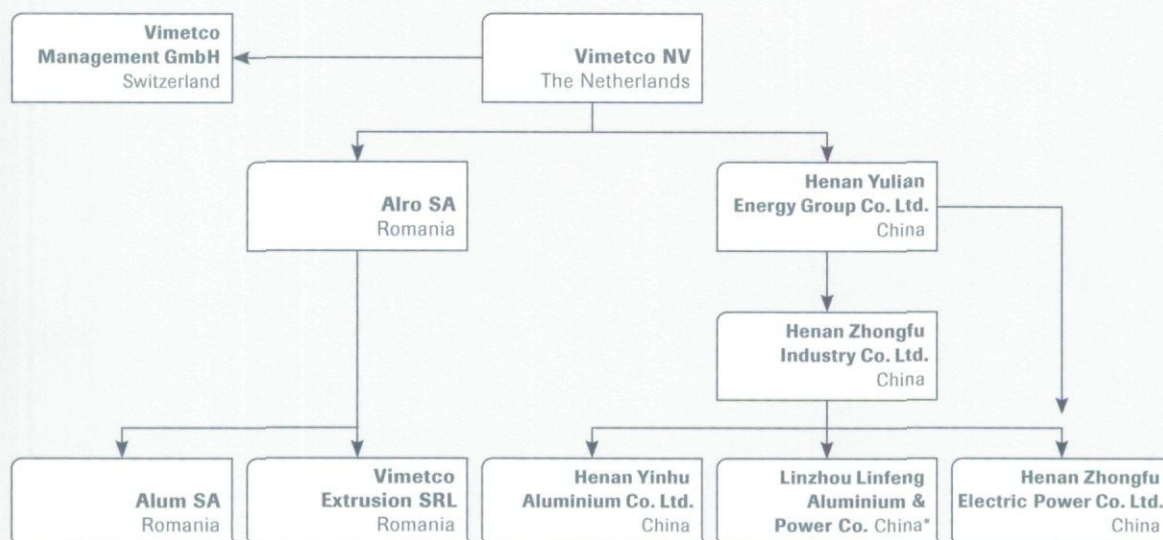 Vimetco
Management GmbH
Switzerland
Vimetco NV
The Netherlands
Alro SA
Romania
Henan Yulian
Energy Group Co. Ltd.
China
Henan Zhongfu
Industry Co. Ltd.
China
Alum SA
Romania
Vimetco
Extrusion SRL
Romania
Henan Yinhu
Aluminium Co. Ltd.
China
Linzhou Linfeng
Aluminium &
Power Co. China*
Henan Zhongfu
Electric Power Co. Ltd.
China